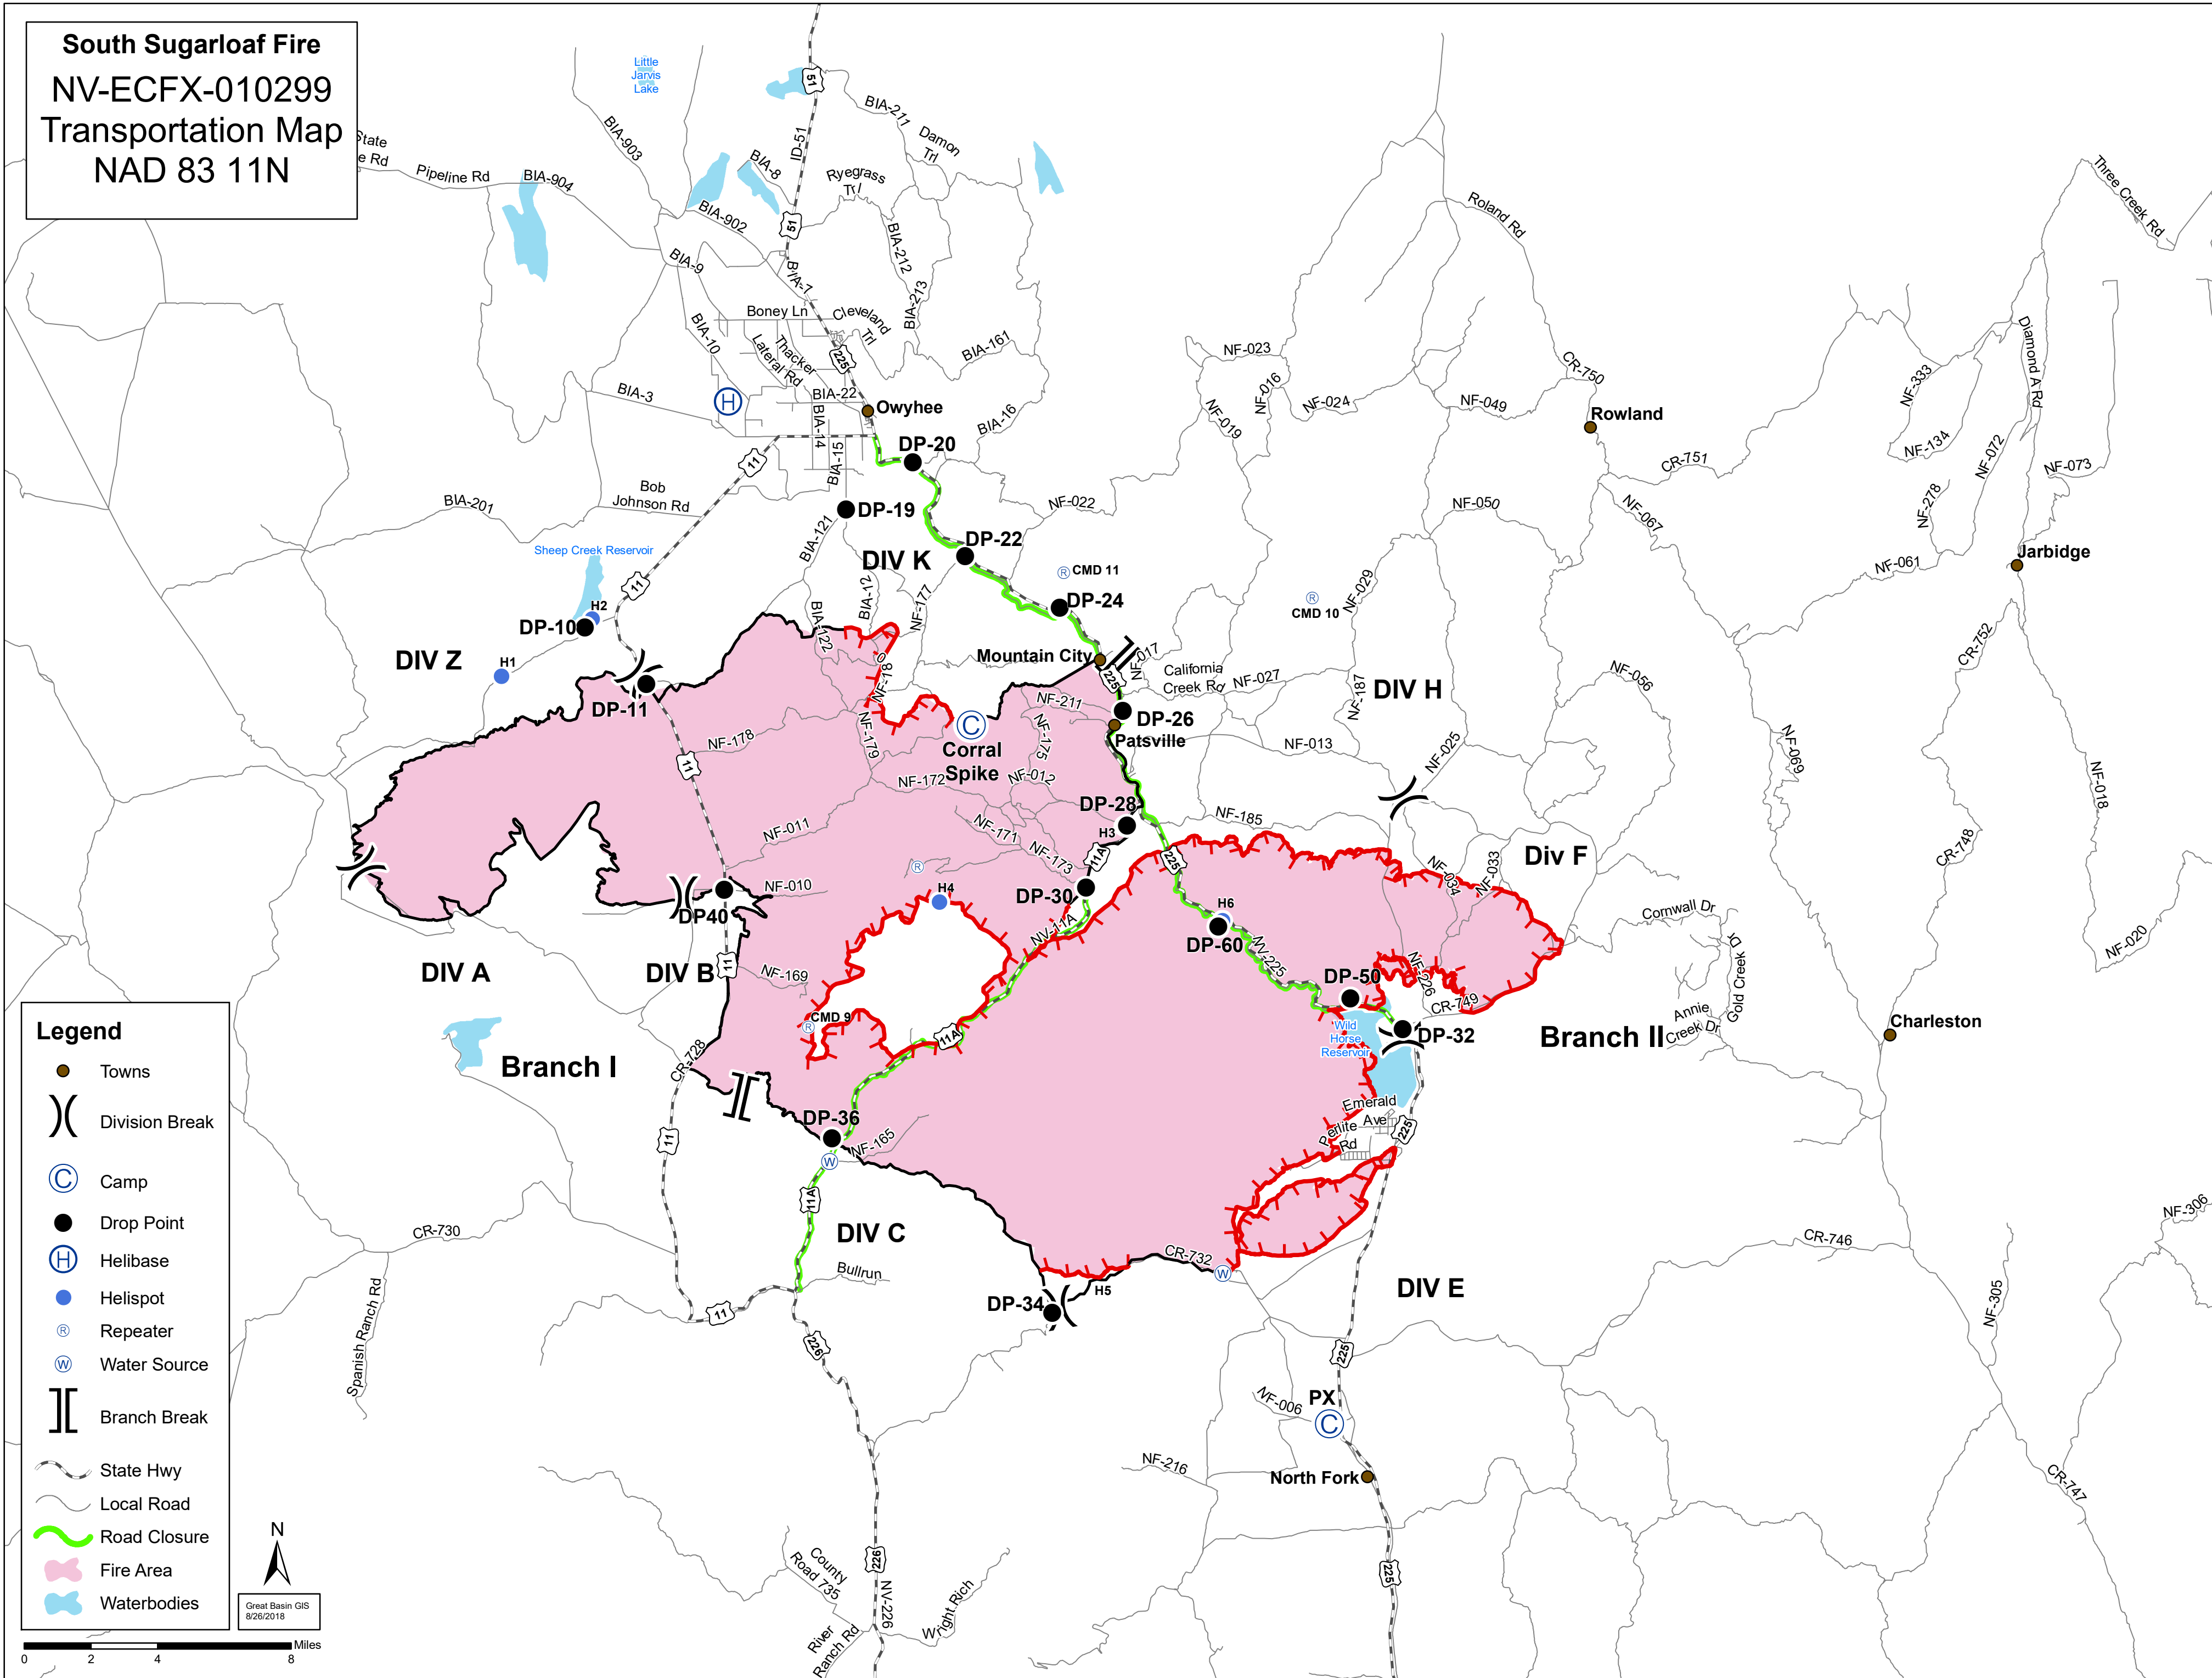 South Sugarloaf Fire
NV-ECFX-010299
Transportation Map
NAD 83 11N
State
e Rd
Pipeline Rd
BIA-904
BIA-903
Little
Jarvis
Lake
51
ID-51
BIA-211
Damon
Trl
BIA-8
Ryegrass
Trl
BIA-902
51
BIA-212
BIA-9
BIA-7
BIA-213
Boney Ln
Cleveland
Trl
BIA-10
Thacker
Lateral Rd
225
BIA-161
BIA-3
H
BIA-22
Owyhee
BIA-14
BIA-16
BIA-15
DP-20
11
Bob
Johnson Rd
BIA-201
DP-19
BIA-121
NF-022
DP-22
DIV K
Sheep Creek Reservoir
11
R
CMD 11
DP-24
H2
DP-10
BIA-12
NF-177
BIA-122
DIV Z
H1
DP-11
NF-18
0
Mountain City
225
NF-017
California
Creek Rd
NF-027
NF-187
DIV H
NF-056
NF-211
DP-26
Patsville
C
Corral
Spike
NF-175
NF-179
NF-178
11
NF-172
NF-012
NF-013
NF-025
DP-28
H3
NF-185
NF-171
NF-173
11A
225
NF-011
R
NF-010
H4
DP-30
DP40
NV-11A
NF-034
NF-033
Div F
H6
DP-60
NV-225
DP-50
NF-226
CR-749
Cornwall Dr
Gold Creek Dr
Annie
Creek Dr
DIV A
DIV B
11
NF-169
R
CMD 9
11A
Wild
Horse
Reservoir
DP-32
Branch II
Charleston
Branch I
CR-728
Emerald
Ave
Perlite
Rd
225
DP-36
NF-165
W
11
11A
DIV C
Bullrun
CR-730
Spanish Ranch Rd
11
226
CR-732
W
H5
DP-34
DIV E
225
PX
C
NF-006
NF-216
North Fork
225
County
Road 735
226
NV-226
Wright Rich
River
Ranch Rd
Roland Rd
Three Creek Rd
NF-023
NF-016
NF-024
NF-019
NF-049
CR-750
Rowland
CR-751
NF-050
NF-067
NF-029
R
CMD 10
NF-333
Diamond A Rd
NF-134
NF-072
NF-073
NF-278
Jarbidge
NF-061
CR-752
NF-069
NF-018
CR-748
NF-020
CR-746
NF-306
NF-305
CR-747
Legend
Towns
Division Break
C
Camp
Drop Point
H
Helibase
Helispot
R
Repeater
W
Water Source
Branch Break
State Hwy
Local Road
Road Closure
Fire Area
Waterbodies
N
Great Basin GIS
8/26/2018
Miles
0 2 4 8